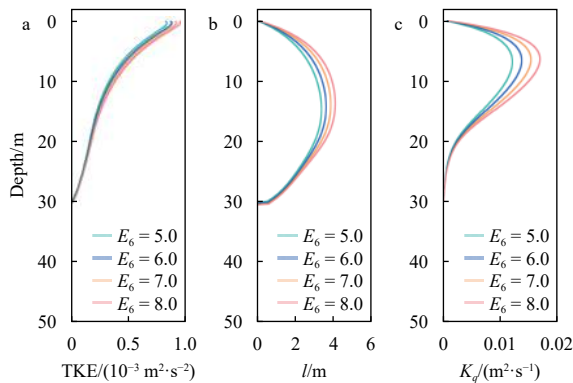 a
b
c
Depth/m
0
10
20
30
40
50
E₆ = 5.0
E₆ = 6.0
E₆ = 7.0
E₆ = 8.0
0
0.5
1.0
TKE/(10⁻³ m²·s⁻²)
0
10
20
30
40
50
E₆ = 5.0
E₆ = 6.0
E₆ = 7.0
E₆ = 8.0
0
2
4
6
l/m
0
10
20
30
40
50
E₆ = 5.0
E₆ = 6.0
E₆ = 7.0
E₆ = 8.0
0
0.01
0.02
K_q/(m²·s⁻¹)